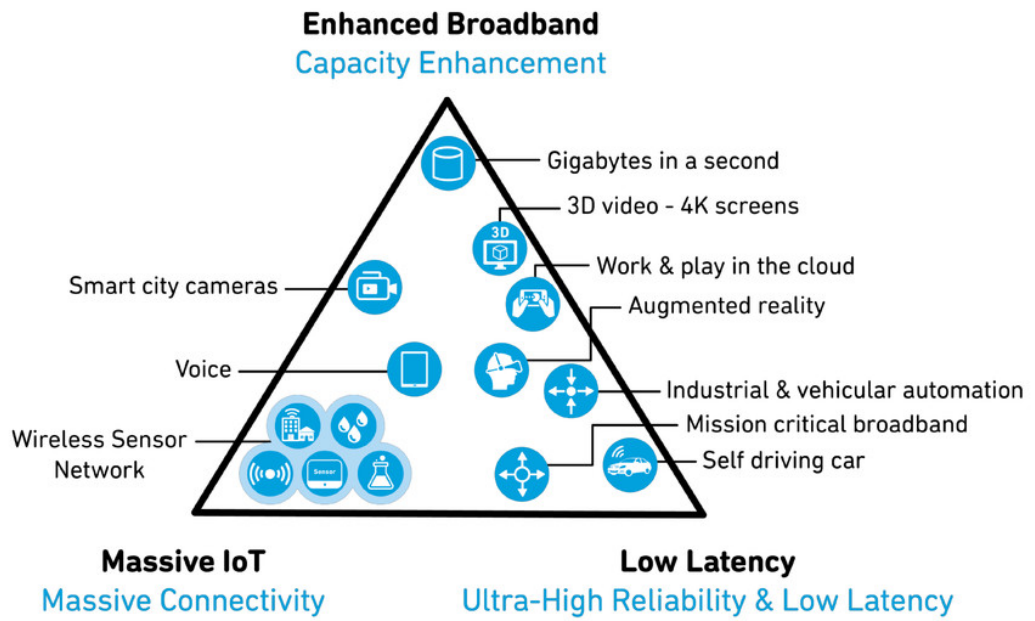 Enhanced Broadband
Capacity Enhancement
Gigabytes in a second
3D video - 4K screens
3D
Work & play in the cloud
Smart city cameras
Augmented reality
Voice
Industrial & vehicular automation
Mission critical broadband
Wireless Sensor
Network
Self driving car
Sensor
Massive IoT
Massive Connectivity
Low Latency
Ultra-High Reliability & Low Latency